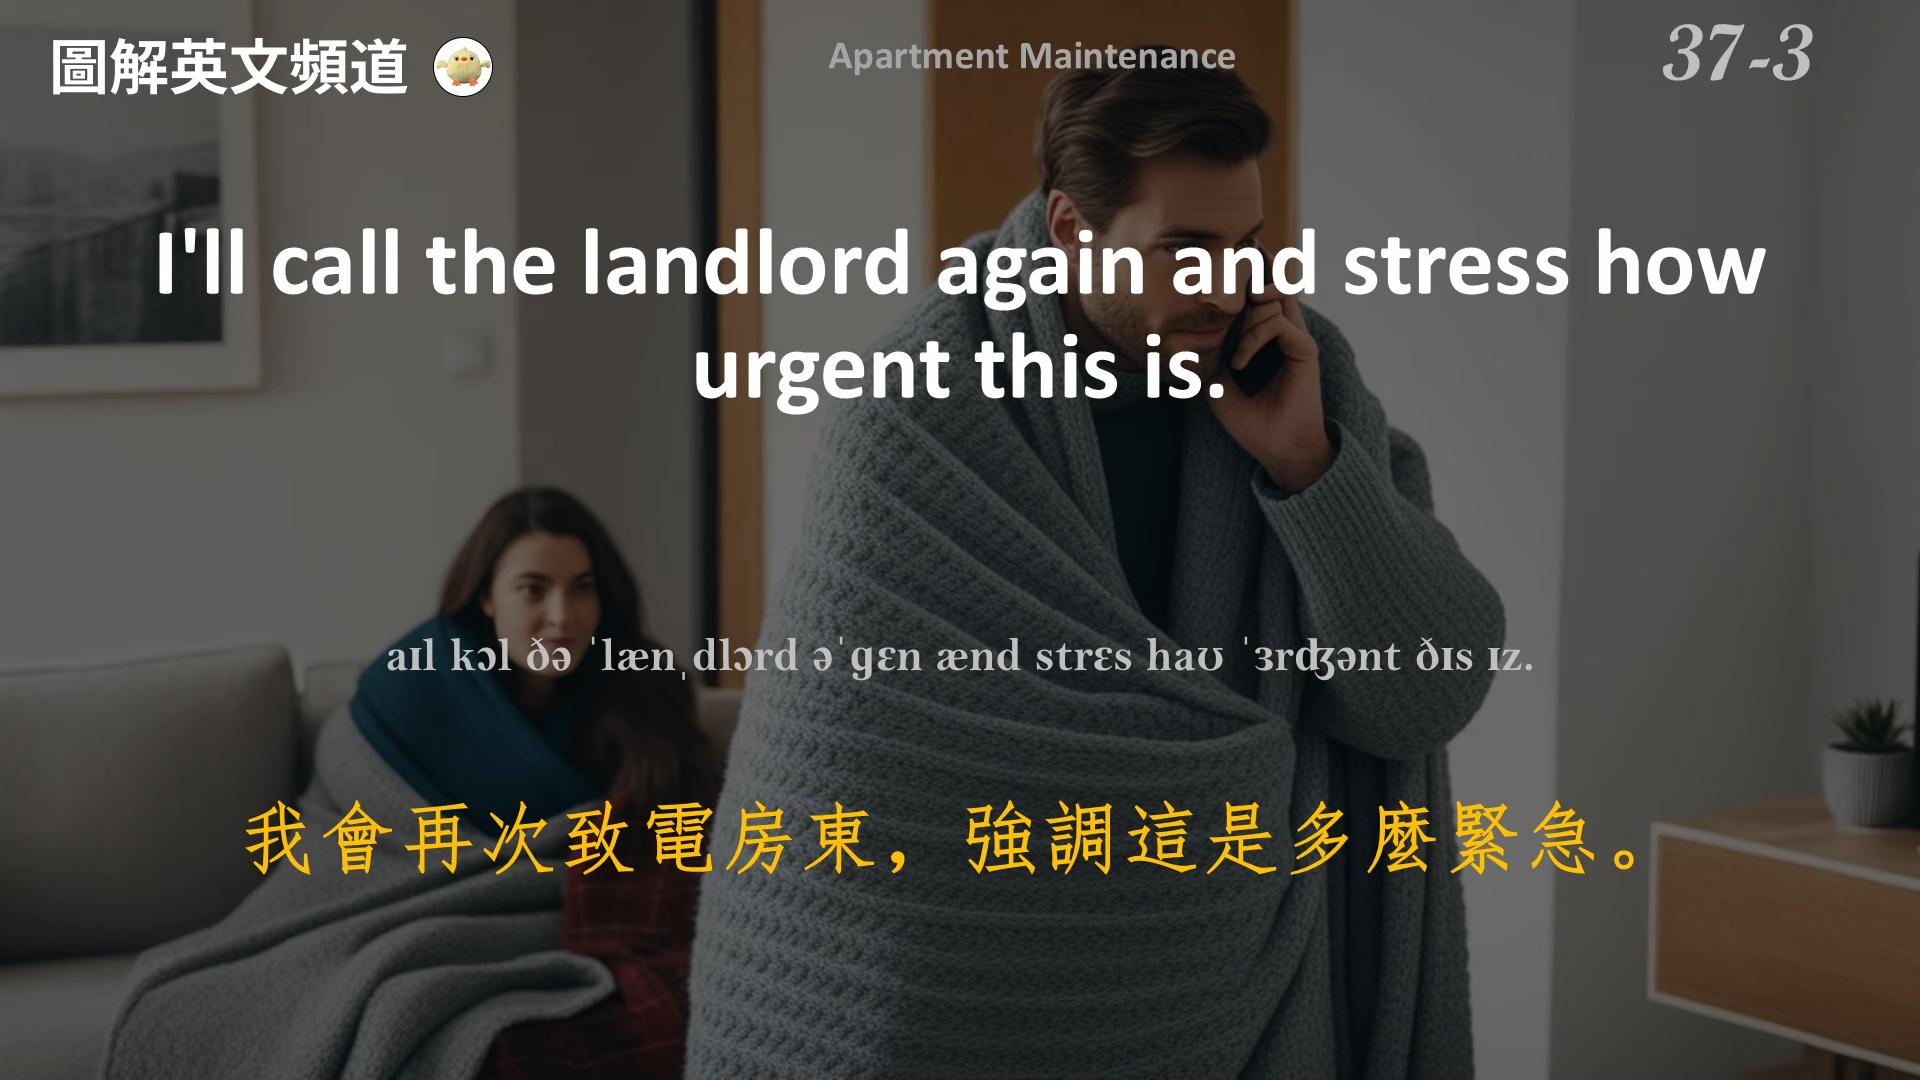 圖解英文頻道
Apartment Maintenance
37-3
I'll call the landlord again and stress how
urgent this is.
aɪl kɔl ðə ˈlænˌdlɔrd əˈgɛn ænd strɛs haʊ ˈɜrʤənt ðɪs ɪz.
我會再次致電房東，強調這是多麼緊急。